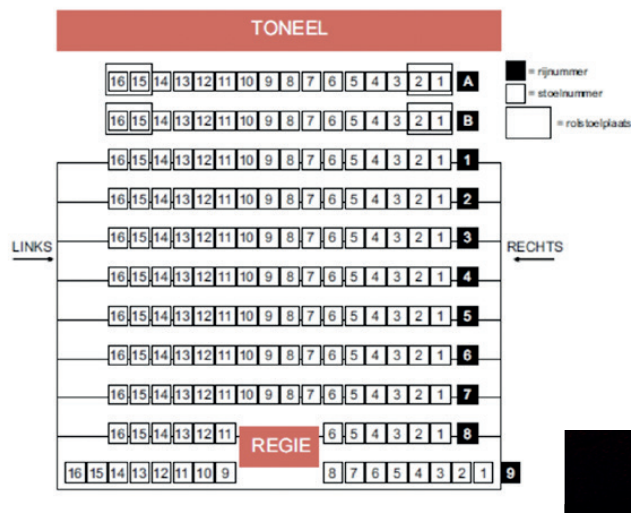 TONEEL
16 15 14 13 12 11 10 9 8 7 6 5 4 3 2 1 A
= rijnummer
= stoelnummer
16 15 14 13 12 11 10 9 8 7 6 5 4 3 2 1 B
= rolstoelplaats
16 15 14 13 12 11 10 9 8 7 6 5 4 3 2 1 1
16 15 14 13 12 11 10 9 8 7 6 5 4 3 2 1 2
16 15 14 13 12 11 10 9 8 7 6 5 4 3 2 1 3
LINKS
RECHTS
16 15 14 13 12 11 10 9 8 7 6 5 4 3 2 1 4
16 15 14 13 12 11 10 9 8 7 6 5 4 3 2 1 5
16 15 14 13 12 11 10 9 8 7 6 5 4 3 2 1 6
16 15 14 13 12 11 10 9 8 7 6 5 4 3 2 1 7
16 15 14 13 12 11 REGIE 6 5 4 3 2 1 8
16 15 14 13 12 11 10 9 8 7 6 5 4 3 2 1 9